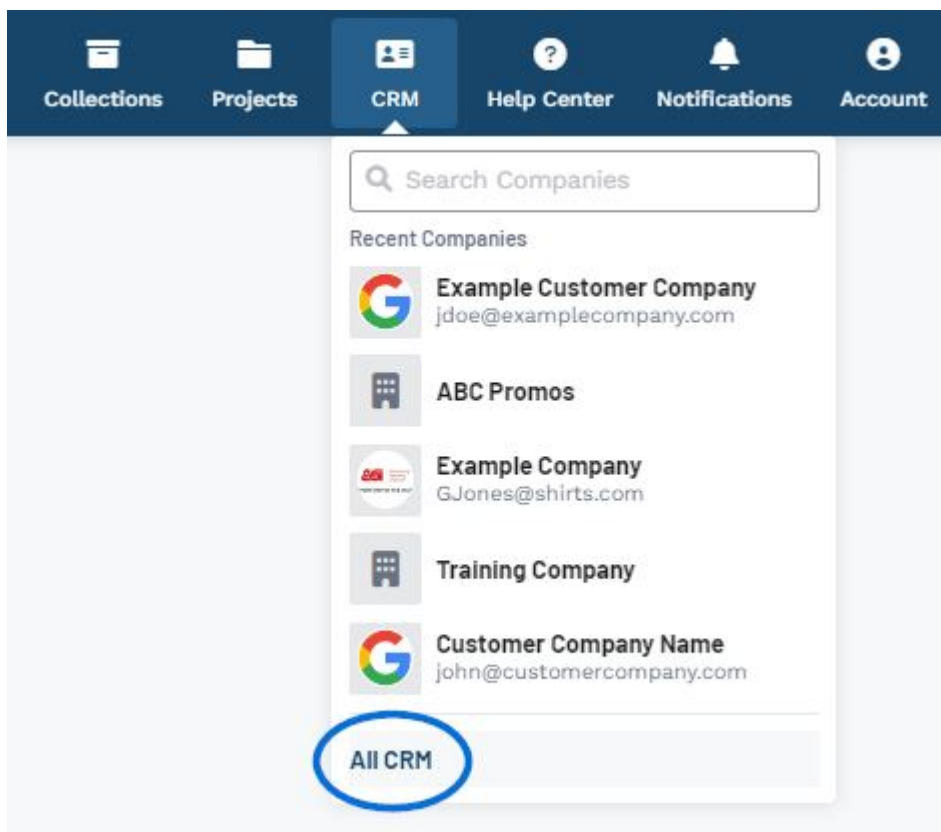 Collections Projects CRM Help Center Notifications Account
Search Companies
Recent Companies
Example Customer Company
jdoe@examplecompany.com
ABC Promos
Example Company
GJones@shirts.com
Training Company
Customer Company Name
john@customercompany.com
All CRM